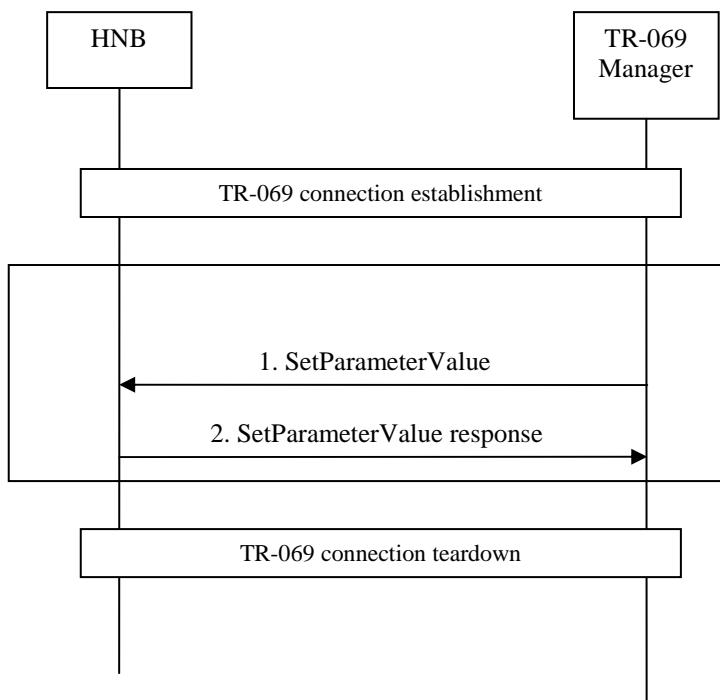 HNB
TR-069
Manager
TR-069 connection establishment
1. SetParameterValue
2. SetParameterValue response
TR-069 connection teardown